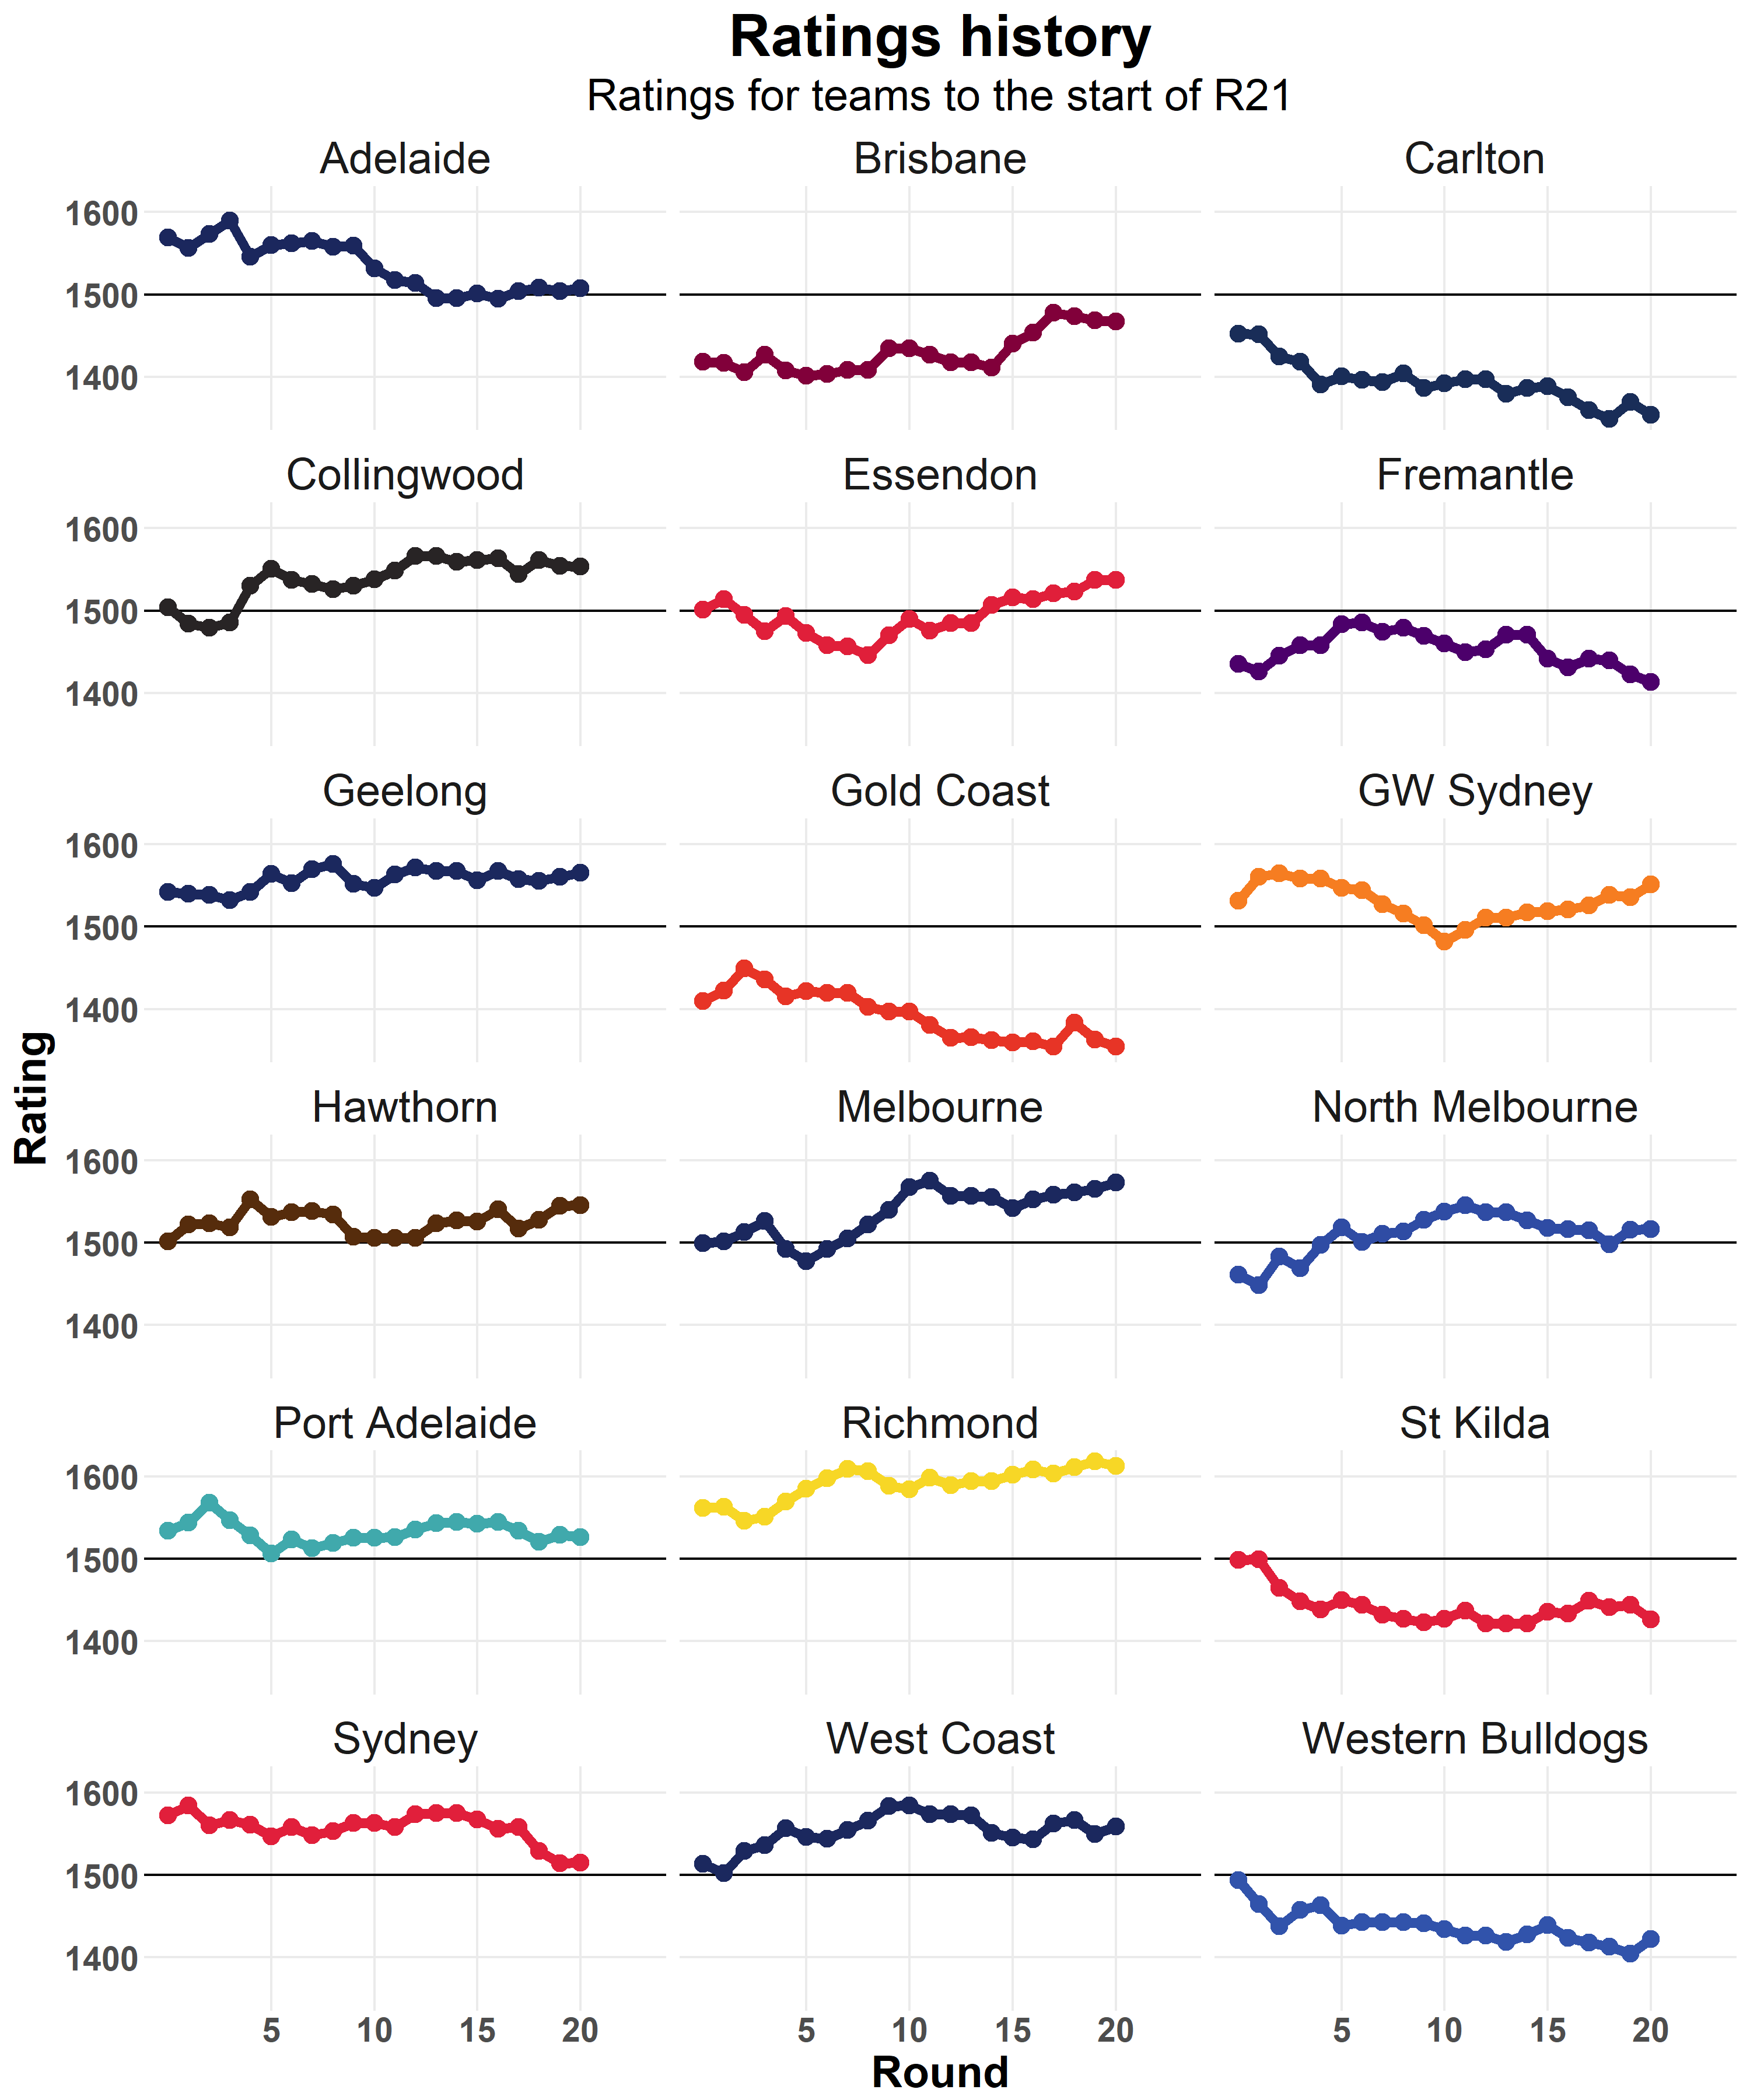 Ratings history
Ratings for teams to the start of R21
Adelaide Brisbane Carlton
1600
1500
1400
Collingwood Essendon Fremantle
1600
1500
1400
Geelong Gold Coast GW Sydney
1600
1500
1400
Rating
Hawthorn Melbourne North Melbourne
1600
1500
1400
Port Adelaide Richmond St Kilda
1600
1500
1400
Sydney West Coast Western Bulldogs
1600
1500
1400
5 10 15 20 5 10 15 20 5 10 15 20
Round